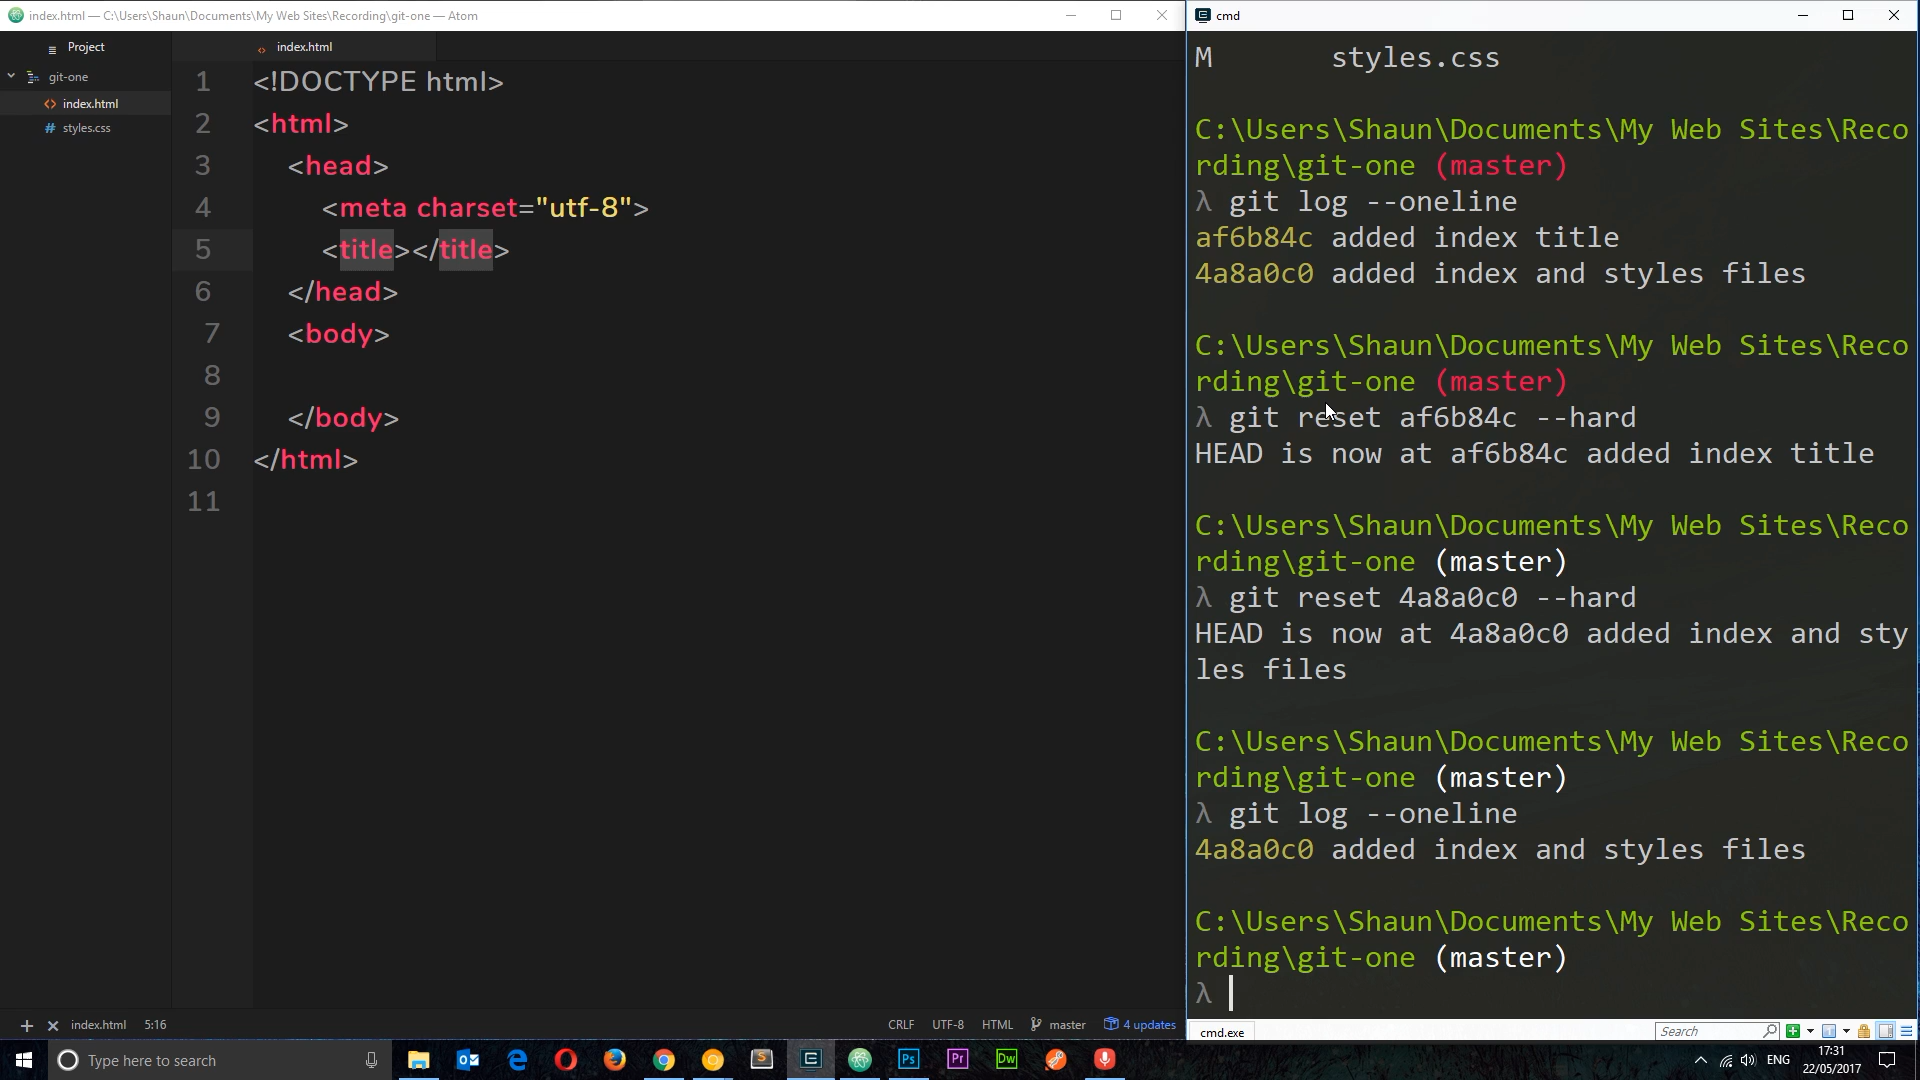 index.html — C:\Users\Shaun\Documents\My Web Sites\Recording\git-one — Atom
Project
git-one
index.html
styles.css
index.html
1 <!DOCTYPE html>
2 <html>
3 <head>
4 <meta charset="utf-8">
5 <title></title>
6 </head>
7 <body>
8
9 </body>
10 </html>
11
index.html 5:16
CRLF UTF-8 HTML master 4 updates
cmd
M styles.css
C:\Users\Shaun\Documents\My Web Sites\Reco
rding\git-one (master)
λ git log --oneline
af6b84c added index title
4a8a0c0 added index and styles files
C:\Users\Shaun\Documents\My Web Sites\Reco
rding\git-one (master)
λ git reset af6b84c --hard
HEAD is now at af6b84c added index title
C:\Users\Shaun\Documents\My Web Sites\Reco
rding\git-one (master)
λ git reset 4a8a0c0 --hard
HEAD is now at 4a8a0c0 added index and sty
les files
C:\Users\Shaun\Documents\My Web Sites\Reco
rding\git-one (master)
λ git log --oneline
4a8a0c0 added index and styles files
C:\Users\Shaun\Documents\My Web Sites\Reco
rding\git-one (master)
λ
cmd.exe
Search
Type here to search
S
Ps
Pr
Dw
ENG
17:31
22/05/2017